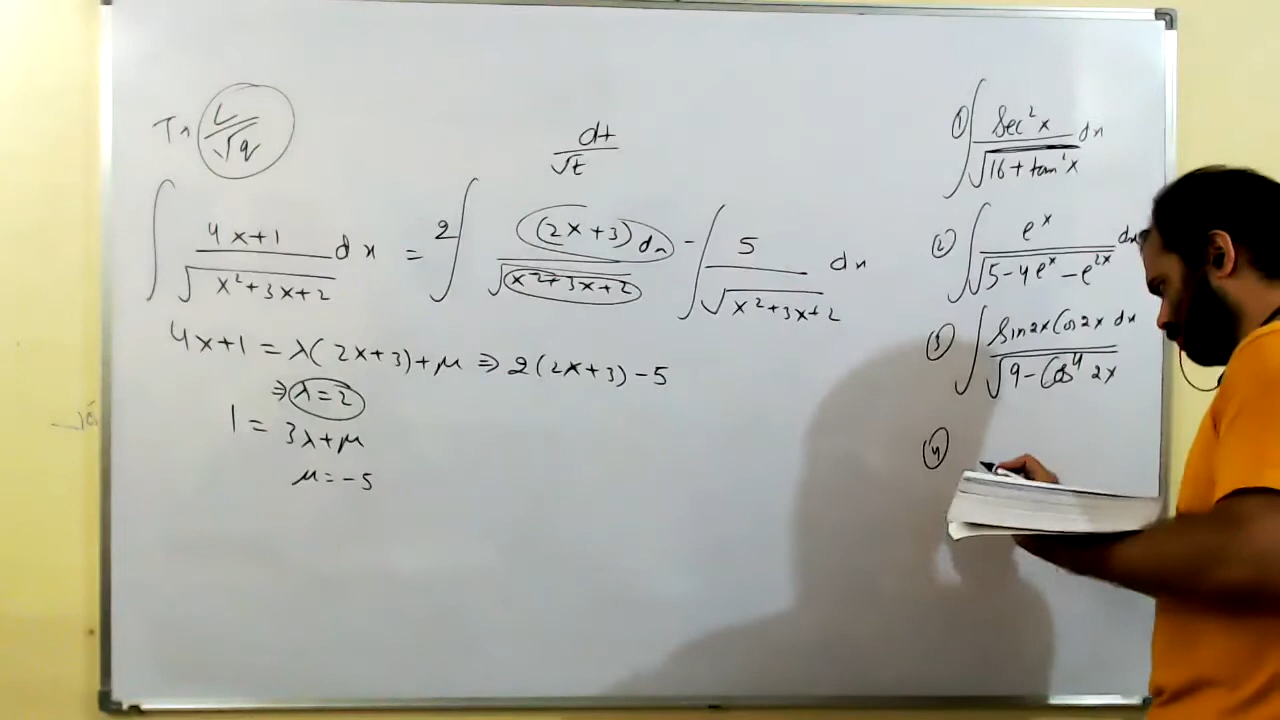 Tn L/√q
dt/√t
∫ (4x+1)/√(x²+3x+2) dx = 2∫ (2x+3)dx/√(x²+3x+2) - ∫ 5/√(x²+3x+2) dx
4x+1 = λ(2x+3)+μ ⇒ 2(2x+3)-5
⇒ λ=2
1 = 3λ+μ
μ=-5
① ∫ Sec²x/√(16+tan²x) dx
② ∫ eˣ/√(5-4eˣ-e²ˣ) dx
③ ∫ Sin2x Cos2x dx/√(9-Cos⁴2x)
④